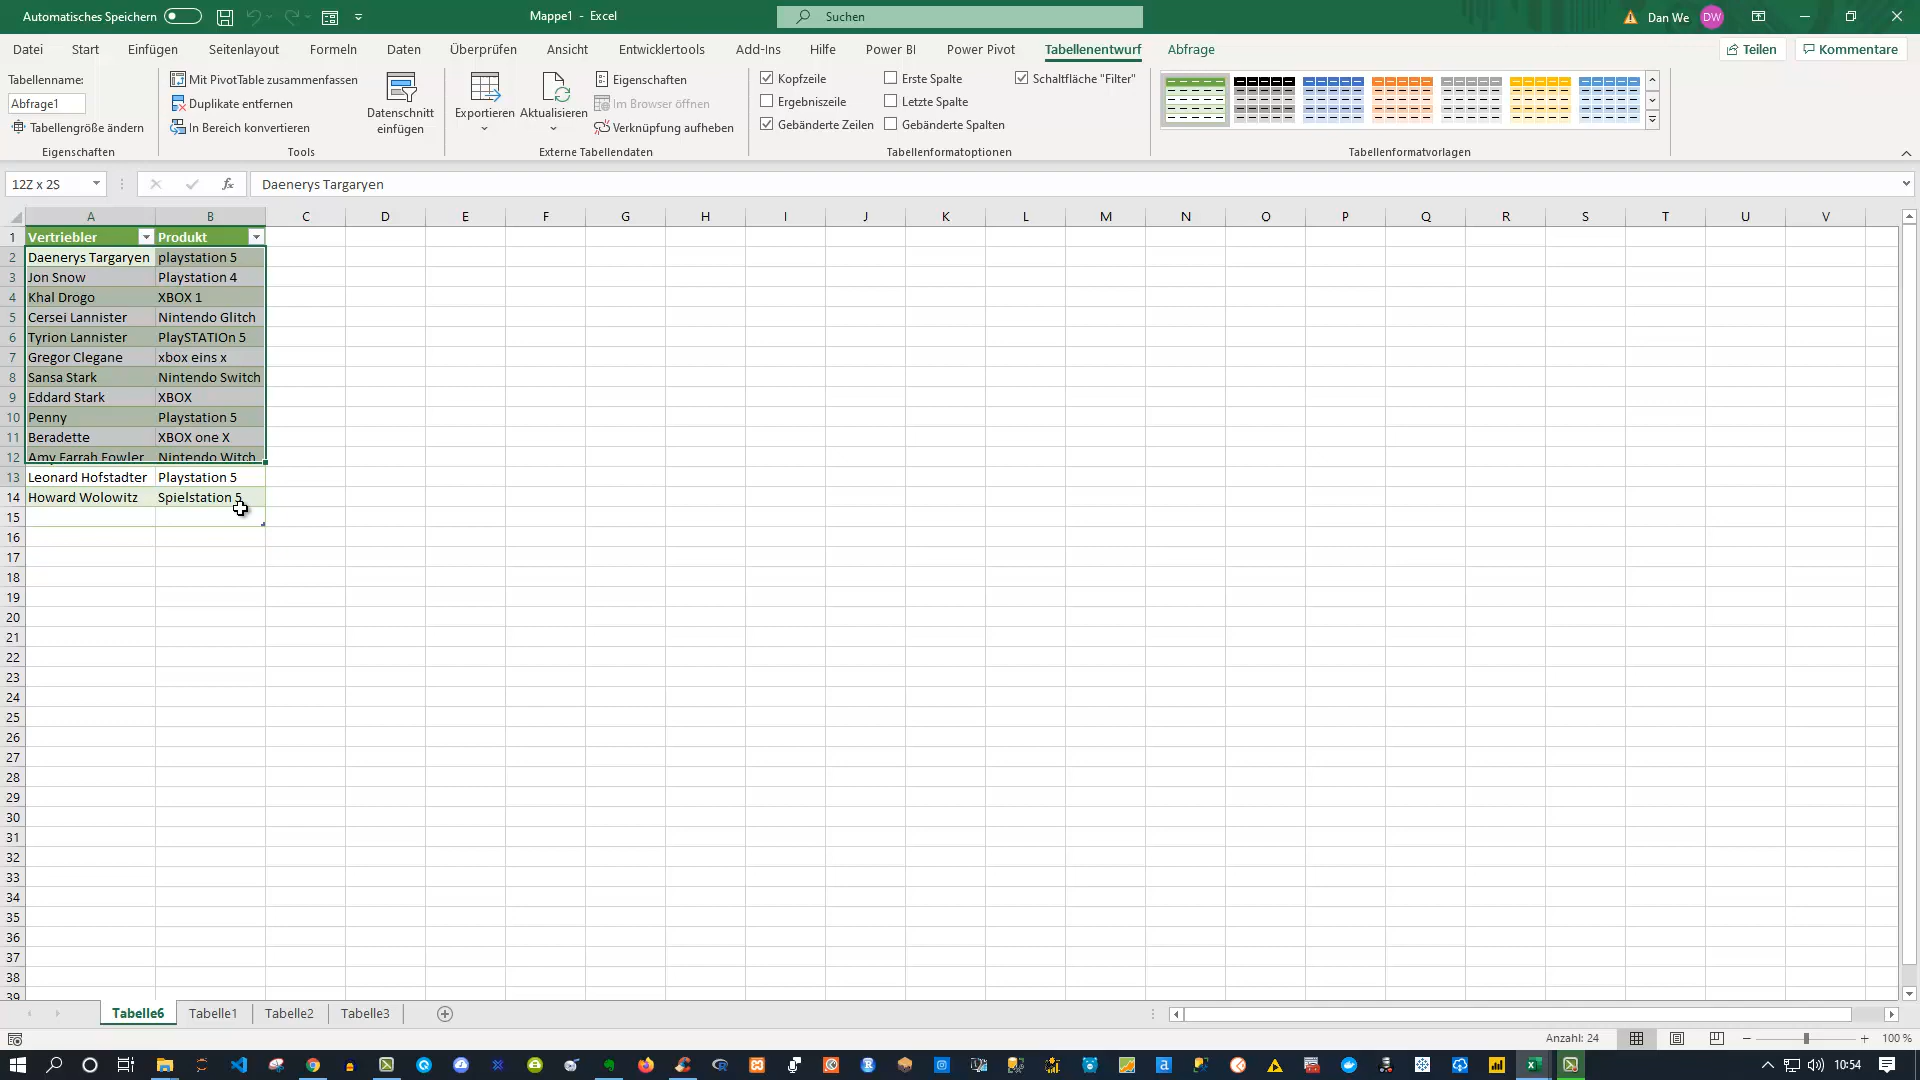 Automatisches Speichern
Mappe1 - Excel
Suchen
Dan We
DW
Datei Start Einfügen Seitenlayout Formeln Daten Überprüfen Ansicht Entwicklertools Add-Ins Hilfe Power BI Power Pivot Tabellenentwurf Abfrage
Teilen Kommentare
Tabellenname:
Abfrage1
Tabellengröße ändern
Eigenschaften
Mit PivotTable zusammenfassen
Duplikate entfernen
In Bereich konvertieren
Datenschnitt
einfügen
Tools
Exportieren
Aktualisieren
Eigenschaften
Im Browser öffnen
Verknüpfung aufheben
Externe Tabellendaten
Kopfzeile
Ergebniszeile
Gebänderte Zeilen
Erste Spalte
Letzte Spalte
Gebänderte Spalten
Schaltfläche "Filter"
Tabellenformatoptionen
Tabellenformatvorlagen
12Z x 2S
fx
Daenerys Targaryen
A B C D E F G H I J K L M N O P Q R S T U V
1 Vertriebler Produkt
2 Daenerys Targaryen playstation 5
3 Jon Snow Playstation 4
4 Khal Drogo XBOX 1
5 Cersei Lannister Nintendo Glitch
6 Tyrion Lannister PlaySTATIOn 5
7 Gregor Clegane xbox eins x
8 Sansa Stark Nintendo Switch
9 Eddard Stark XBOX
10 Penny Playstation 5
11 Beradette XBOX one X
12 Amy Farrah Fowler Nintendo Witch
13 Leonard Hofstadter Playstation 5
14 Howard Wolowitz Spielstation 5
15
16
17
18
19
20
21
22
23
24
25
26
27
28
29
30
31
32
33
34
35
36
37
38
39
Tabelle6 Tabelle1 Tabelle2 Tabelle3
Anzahl: 24
100 %
10:54